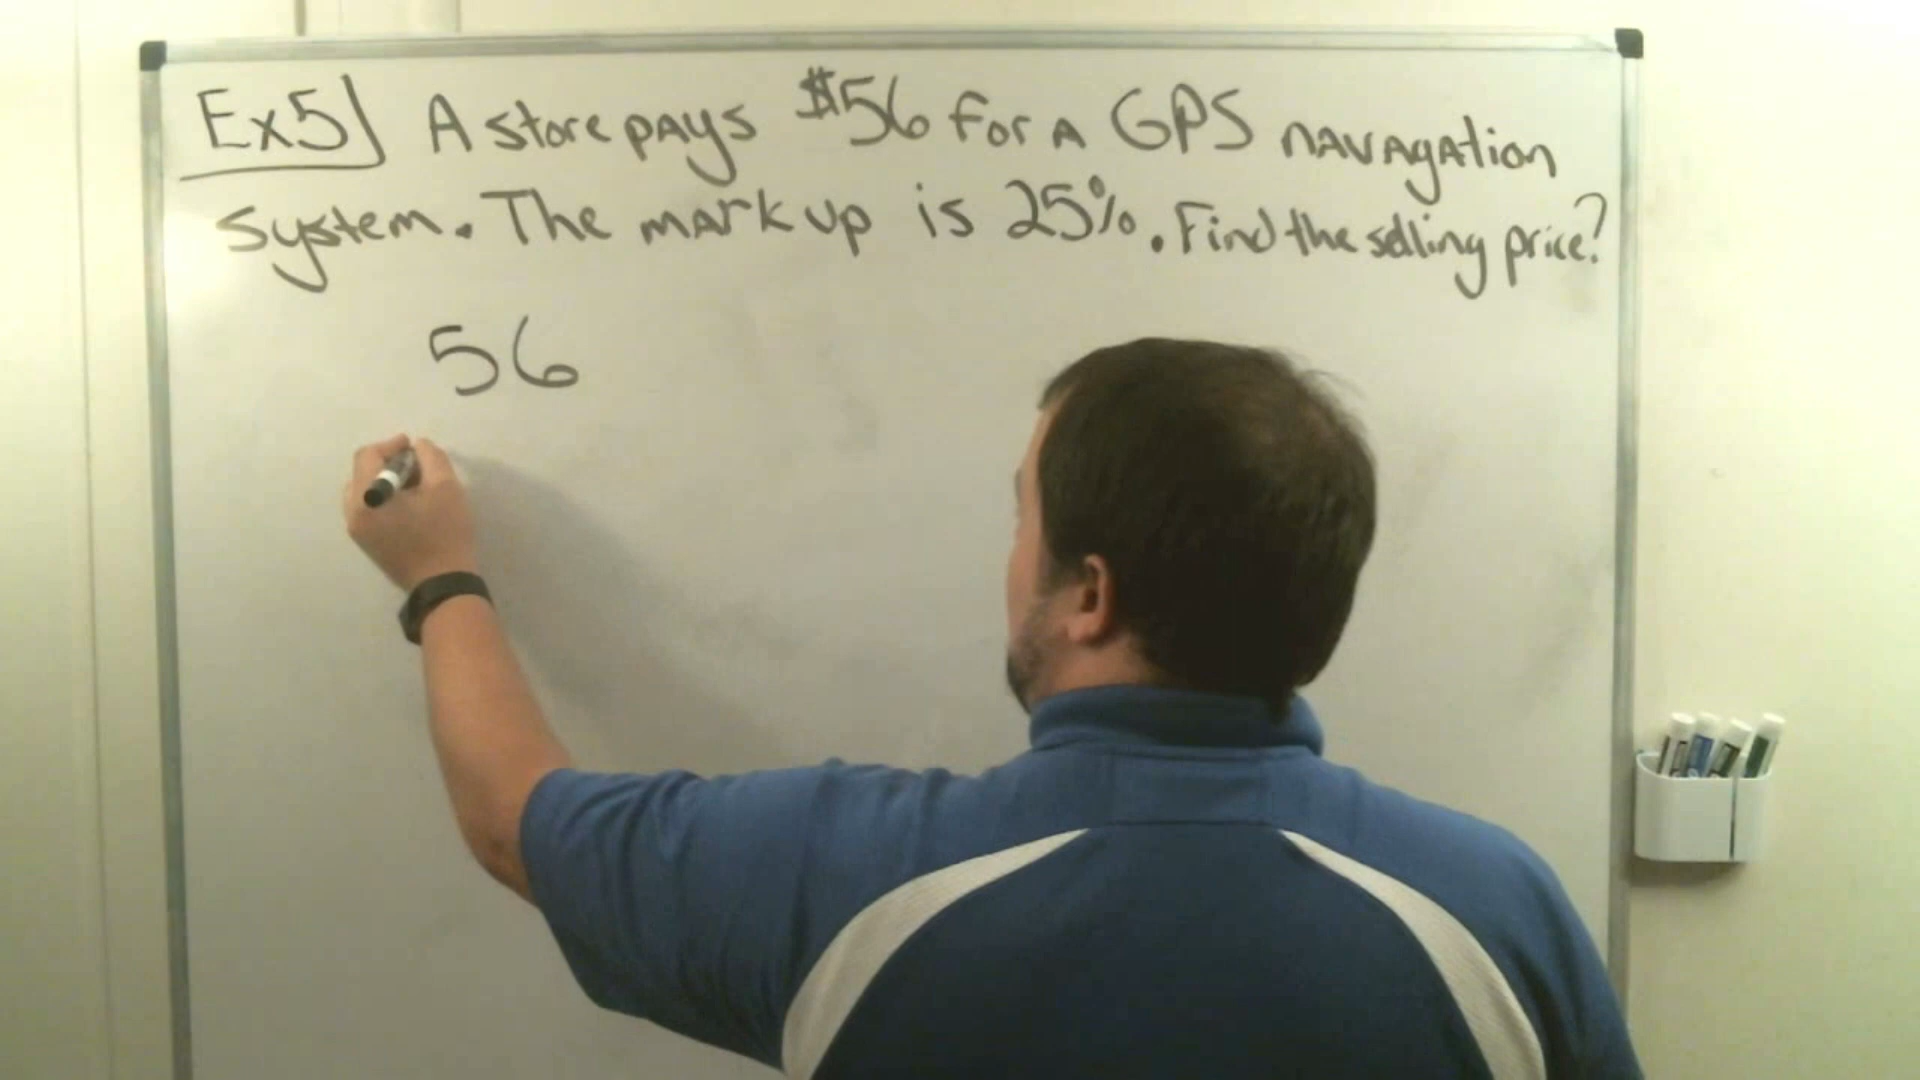 Ex5) A store pays $56 for a GPS navagation
system. The mark up is 25%. Find the selling price?
56